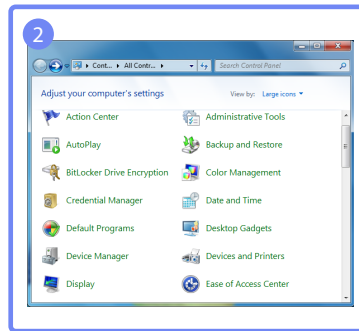 2
Cont... All Contr...
Search Control Panel
Adjust your computer's settings
View by: Large icons
Action Center Administrative Tools
AutoPlay Backup and Restore
BitLocker Drive Encryption Color Management
Credential Manager Date and Time
Default Programs Desktop Gadgets
Device Manager Devices and Printers
Display Ease of Access Center